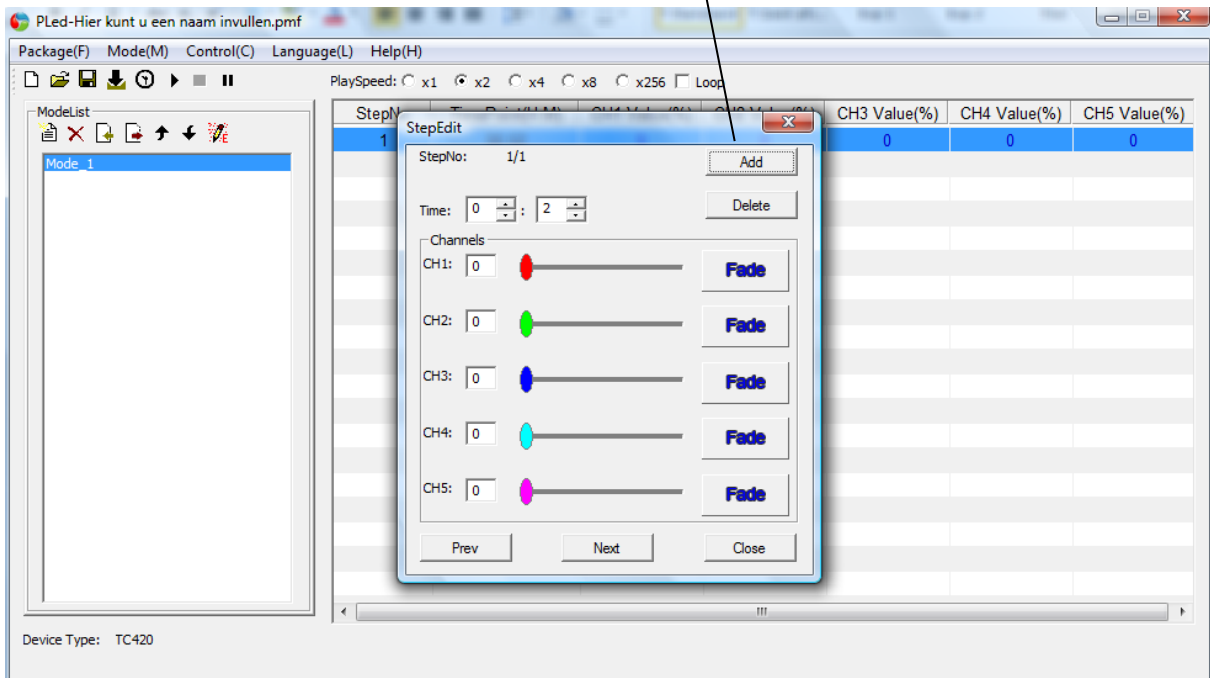 PLed-Hier kunt u een naam invullen.pmf
Package(F) Mode(M) Control(C) Language(L) Help(H)
PlaySpeed: x1 x2 x4 x8 x256 Loop
ModeList
Mode_1
CH3 Value(%) CH4 Value(%) CH5 Value(%)
1 0 0 0
StepEdit
StepNo: 1/1
Add
Time: 0 : 2
Delete
Channels
CH1: 0 Fade
CH2: 0 Fade
CH3: 0 Fade
CH4: 0 Fade
CH5: 0 Fade
Prev Next Close
Device Type: TC420